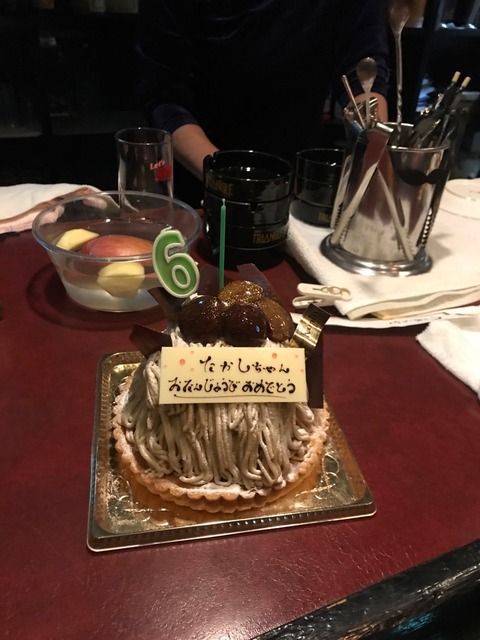 6
たかしちゃん
おたんじょうび おめでとう